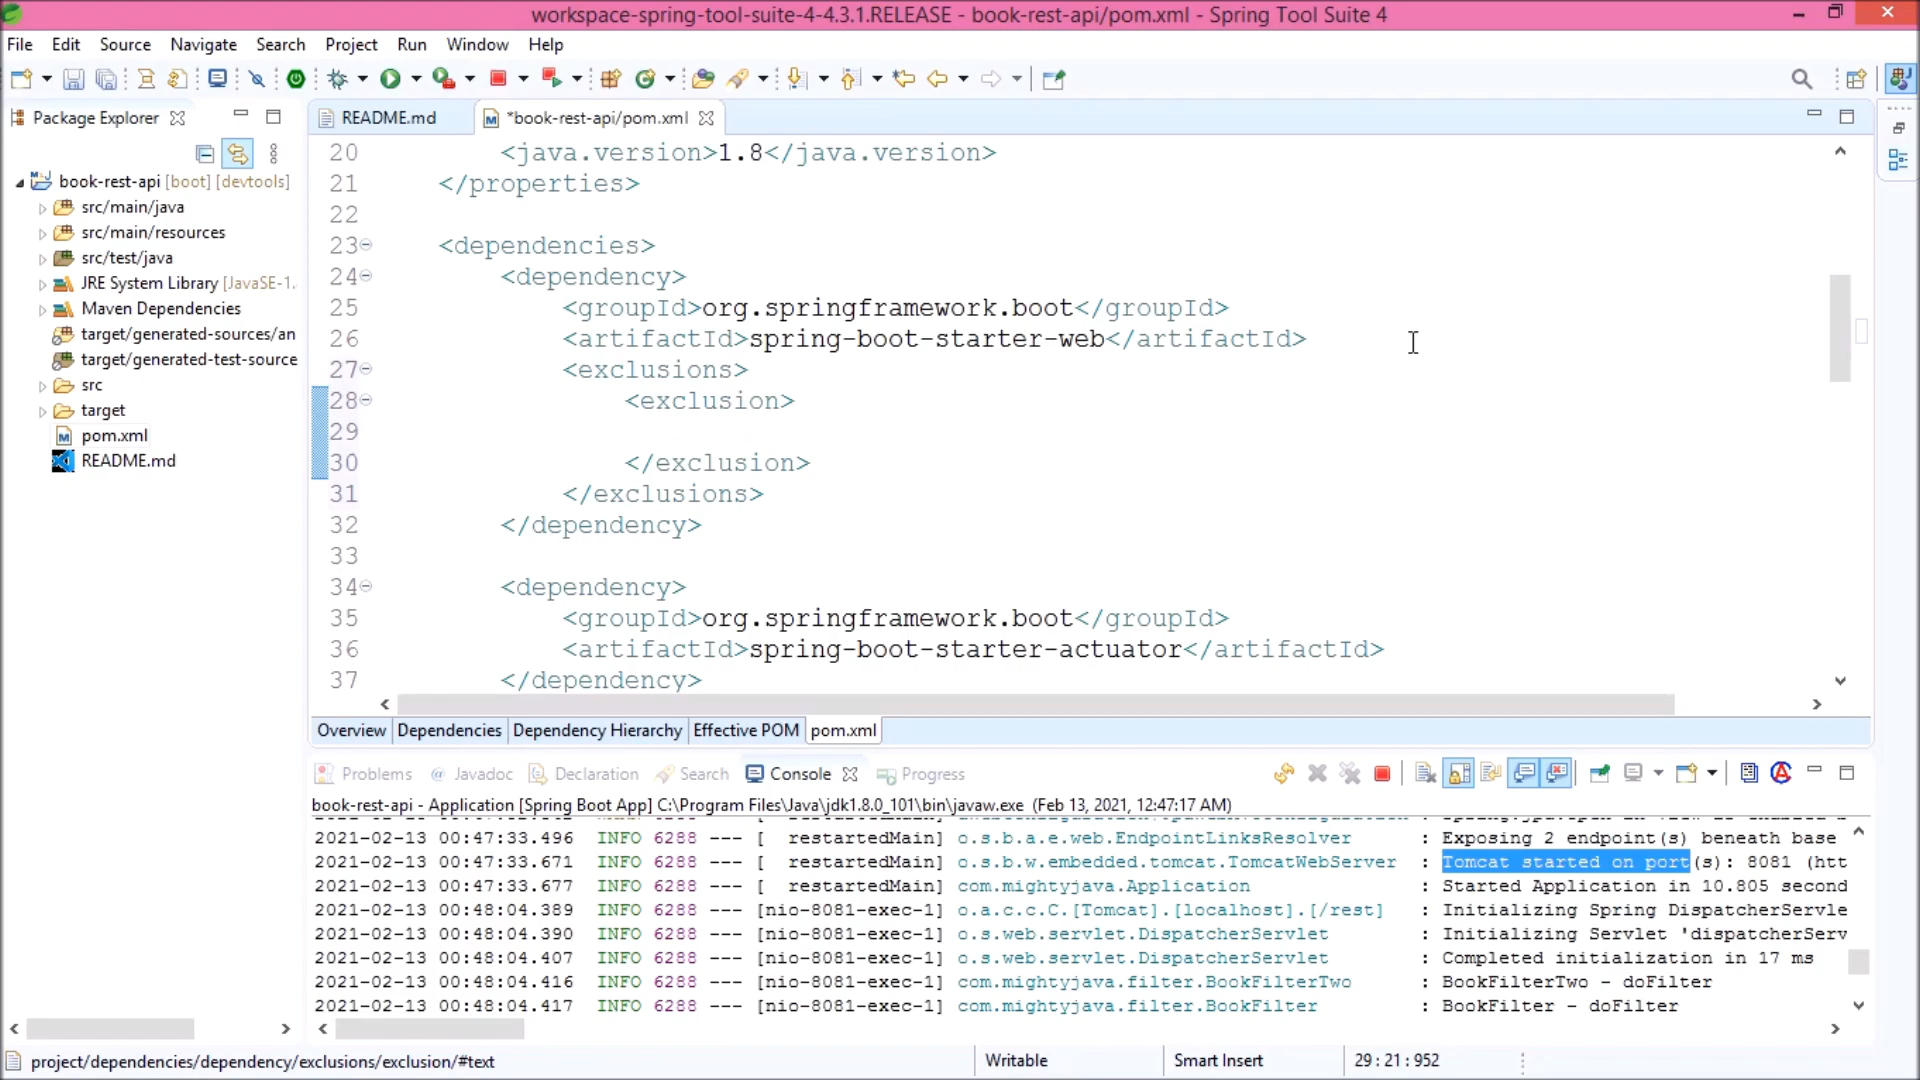 workspace-spring-tool-suite-4-4.3.1.RELEASE - book-rest-api/pom.xml - Spring Tool Suite 4
File Edit Source Navigate Search Project Run Window Help
Package Explorer
README.md
*book-rest-api/pom.xml
book-rest-api [boot] [devtools]
src/main/java
src/main/resources
src/test/java
JRE System Library [JavaSE-1.
Maven Dependencies
target/generated-sources/an
target/generated-test-source
src
target
pom.xml
README.md
20 <java.version>1.8</java.version>
21 </properties>
22
23 <dependencies>
24 <dependency>
25 <groupId>org.springframework.boot</groupId>
26 <artifactId>spring-boot-starter-web</artifactId>
27 <exclusions>
28 <exclusion>
29
30 </exclusion>
31 </exclusions>
32 </dependency>
33
34 <dependency>
35 <groupId>org.springframework.boot</groupId>
36 <artifactId>spring-boot-starter-actuator</artifactId>
37 </dependency>
Overview Dependencies Dependency Hierarchy Effective POM pom.xml
Problems @ Javadoc Declaration Search Console Progress
book-rest-api - Application [Spring Boot App] C:\Program Files\Java\jdk1.8.0_101\bin\javaw.exe (Feb 13, 2021, 12:47:17 AM)
2021-02-13 00:47:33.496 INFO 6288 --- [ restartedMain] o.s.b.a.e.web.EndpointLinksResolver : Exposing 2 endpoint(s) beneath base
2021-02-13 00:47:33.671 INFO 6288 --- [ restartedMain] o.s.b.w.embedded.tomcat.TomcatWebServer : Tomcat started on port(s): 8081 (htt
2021-02-13 00:47:33.677 INFO 6288 --- [ restartedMain] com.mightyjava.Application : Started Application in 10.805 second
2021-02-13 00:48:04.389 INFO 6288 --- [nio-8081-exec-1] o.a.c.c.C.[Tomcat].[localhost].[/rest] : Initializing Spring DispatcherServle
2021-02-13 00:48:04.390 INFO 6288 --- [nio-8081-exec-1] o.s.web.servlet.DispatcherServlet : Initializing Servlet 'dispatcherServ
2021-02-13 00:48:04.407 INFO 6288 --- [nio-8081-exec-1] o.s.web.servlet.DispatcherServlet : Completed initialization in 17 ms
2021-02-13 00:48:04.416 INFO 6288 --- [nio-8081-exec-1] com.mightyjava.filter.BookFilterTwo : BookFilterTwo - doFilter
2021-02-13 00:48:04.417 INFO 6288 --- [nio-8081-exec-1] com.mightyjava.filter.BookFilter : BookFilter - doFilter
project/dependencies/dependency/exclusions/exclusion/#text
Writable
Smart Insert
29 : 21 : 952